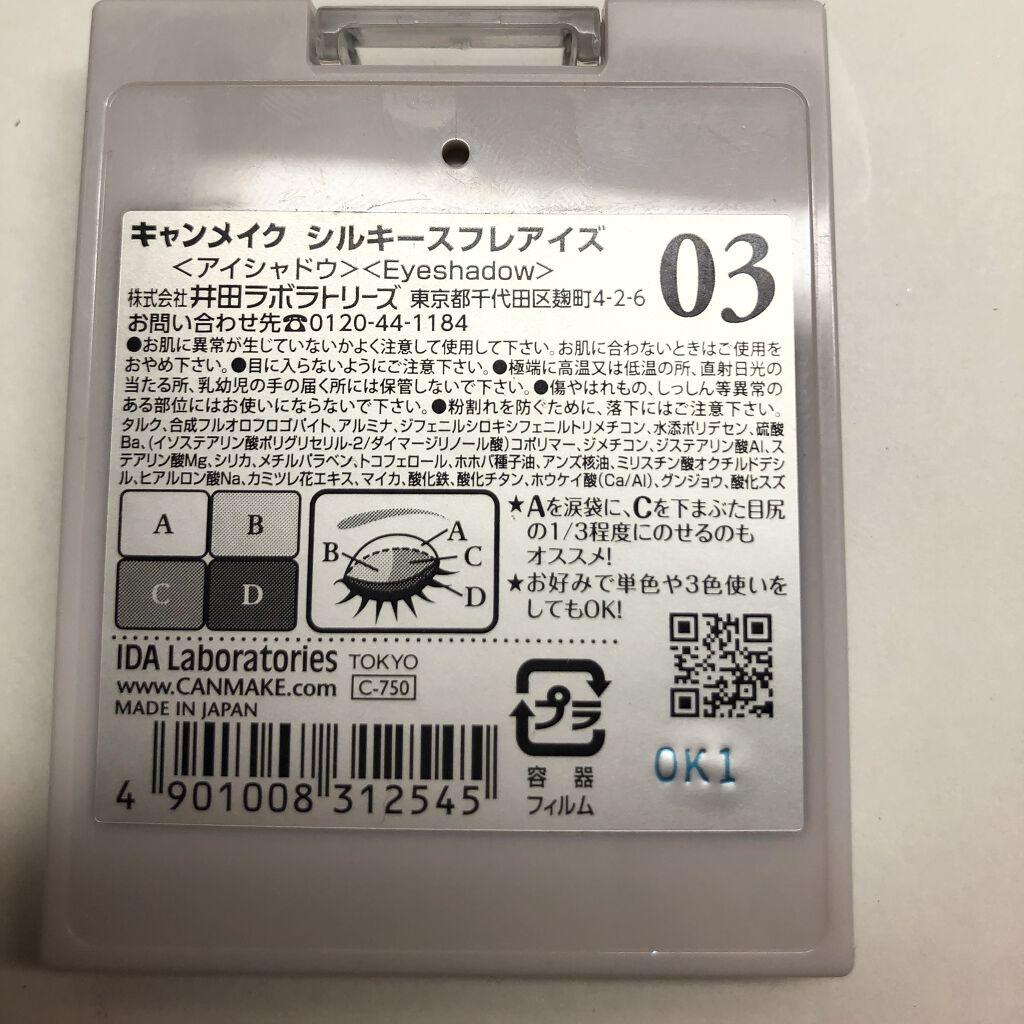 キャンメイク シルキースフレアイズ
03
＜アイシャドウ＞＜Eyeshadow＞
株式会社 井田ラボラトリーズ 東京都千代田区麹町4-2-6
お問い合わせ先☎0120-44-1184
●お肌に異常が生じていないかよく注意して使用して下さい。お肌に合わないときはご使用を
おやめ下さい。●目に入らないようにご注意下さい。●極端に高温又は低温の所、直射日光の
当たる所、乳幼児の手の届く所には保管しないで下さい。●傷やはれもの、しっしん等異常の
ある部位にはお使いにならないで下さい。●粉割れを防ぐために、落下にはご注意下さい。
タルク、合成フルオロフロゴパイト、アルミナ、ジフェニルシロキシフェニルトリメチコン、水添ポリデセン、硫酸
Ba、(イソステアリン酸ポリグリセリル-2/ダイマージリノール酸)コポリマー、ジメチコン、ジステアリン酸Al、ス
テアリン酸Mg、シリカ、メチルパラベン、トコフェロール、ホホバ種子油、アンズ核油、ミリスチン酸オクチルドデシ
ル、ヒアルロン酸Na、カミツレ花エキス、マイカ、酸化鉄、酸化チタン、ホウケイ酸(Ca/Al)、グンジョウ、酸化スズ
A B
C D
A
B C
D
★Aを涙袋に、Cを下まぶた目尻
の1/3程度にのせるのも
オススメ!
★お好みで単色や3色使いを
してもOK!
IDA Laboratories TOKYO
www.CANMAKE.com C-750
MADE IN JAPAN
4 901008 312545
プラ
容器
フィルム
OK1